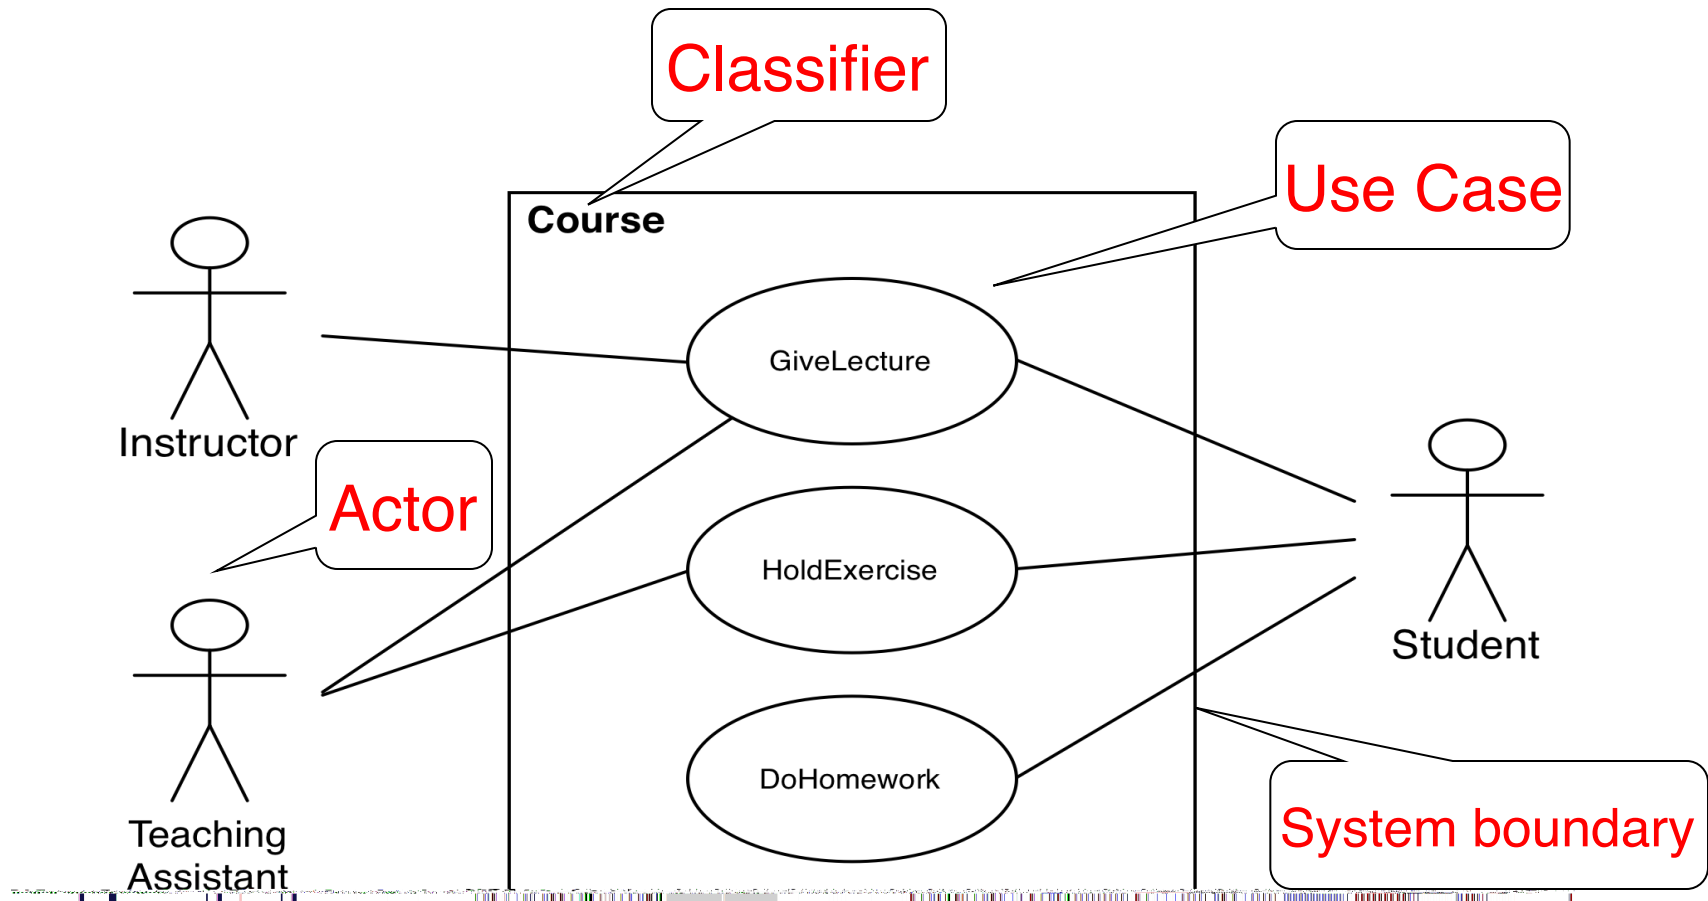 Classifier
Use Case
Course
GiveLecture
Instructor
Actor
HoldExercise
Student
DoHomework
System boundary
Teaching
Assistant